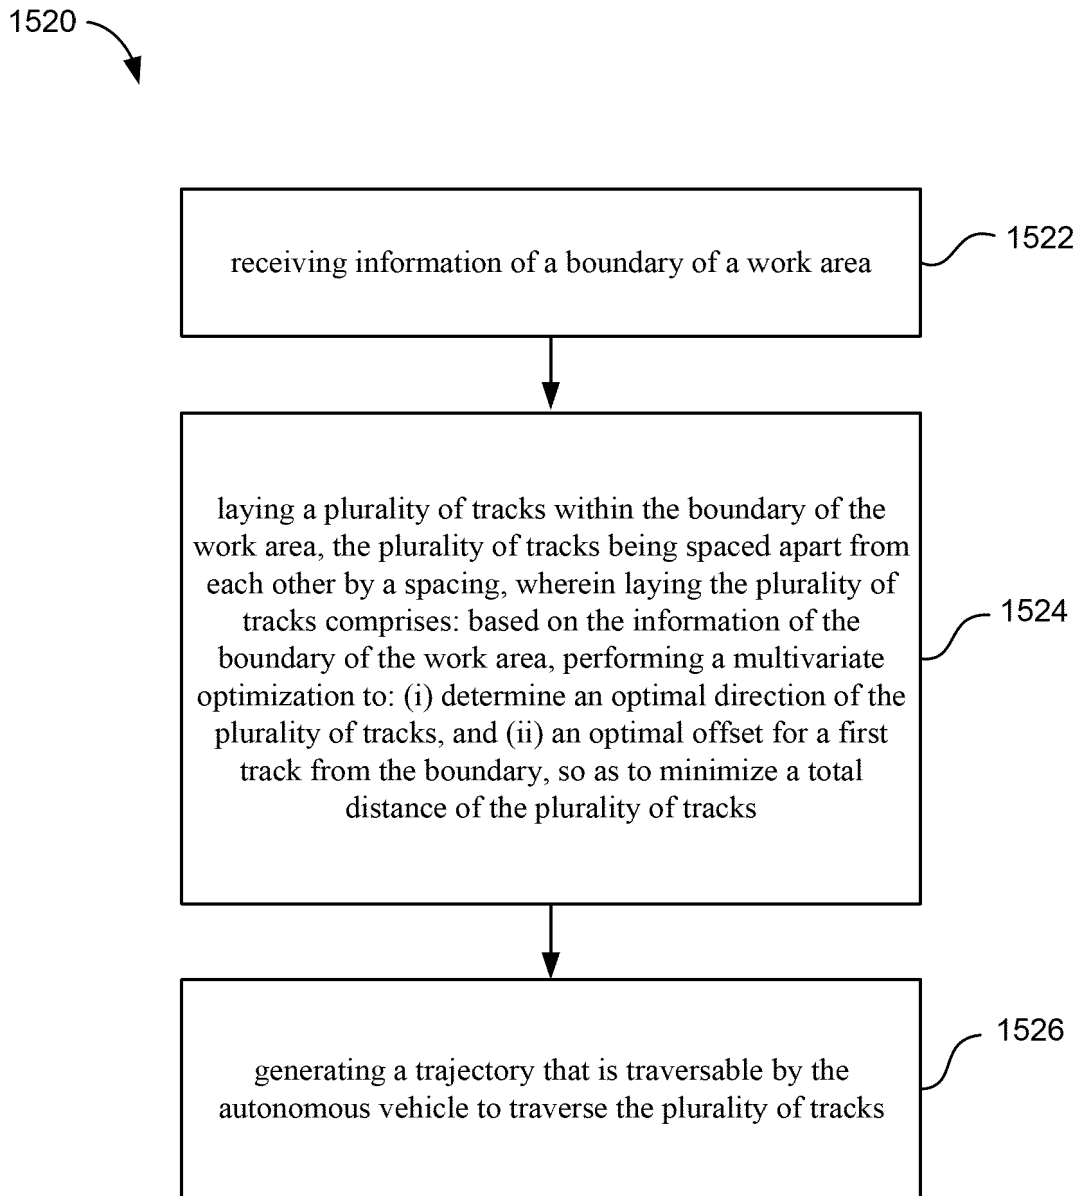 1520
receiving information of a boundary of a work area
1522
laying a plurality of tracks within the boundary of the
work area, the plurality of tracks being spaced apart from
each other by a spacing, wherein laying the plurality of
tracks comprises: based on the information of the
boundary of the work area, performing a multivariate
optimization to: (i) determine an optimal direction of the
plurality of tracks, and (ii) an optimal offset for a first
track from the boundary, so as to minimize a total
distance of the plurality of tracks
1524
generating a trajectory that is traversable by the
autonomous vehicle to traverse the plurality of tracks
1526